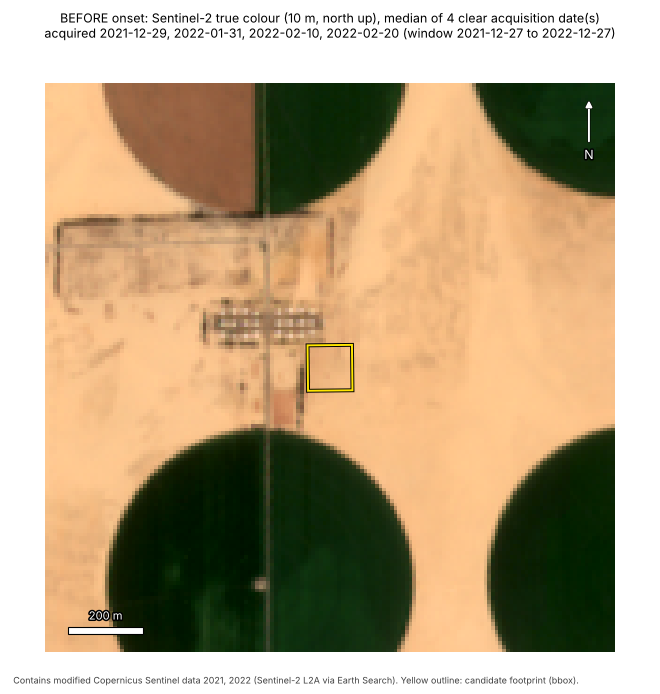 BEFORE onset: Sentinel-2 true colour (10 m, north up), median of 4 clear acquisition date(s)
acquired 2021-12-29, 2022-01-31, 2022-02-10, 2022-02-20 (window 2021-12-27 to 2022-12-27)
N
200 m
Contains modified Copernicus Sentinel data 2021, 2022 (Sentinel-2 L2A via Earth Search). Yellow outline: candidate footprint (bbox).